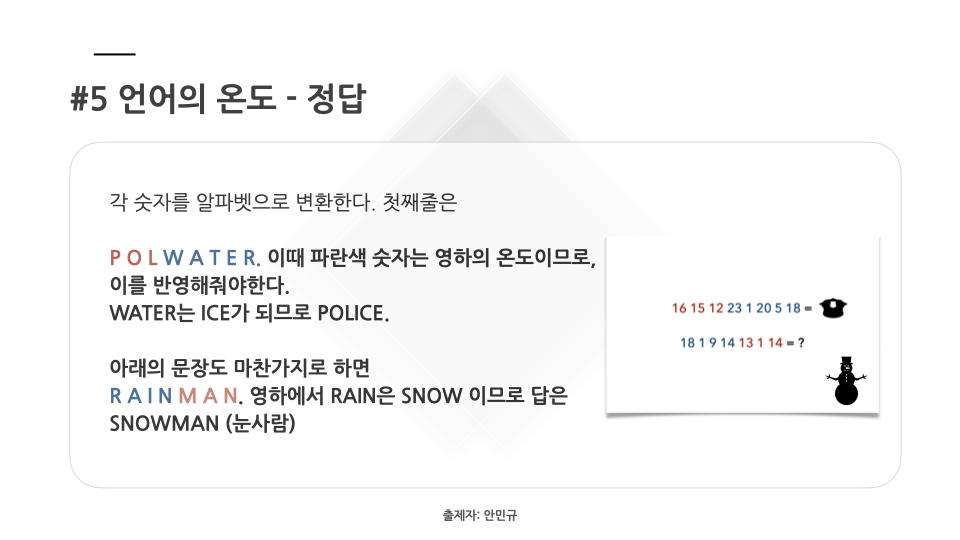 #5 언어의 온도 - 정답
각 숫자를 알파벳으로 변환한다. 첫째줄은
P O L W A T E R. 이때 파란색 숫자는 영하의 온도이므로,
이를 반영해줘야한다.
WATER는 ICE가 되므로 POLICE.
아래의 문장도 마찬가지로 하면
R A I N M A N. 영하에서 RAIN은 SNOW 이므로 답은
SNOWMAN (눈사람)
16 15 12 23 1 20 5 18 =
18 1 9 14 13 1 14 = ?
출제자: 안민규